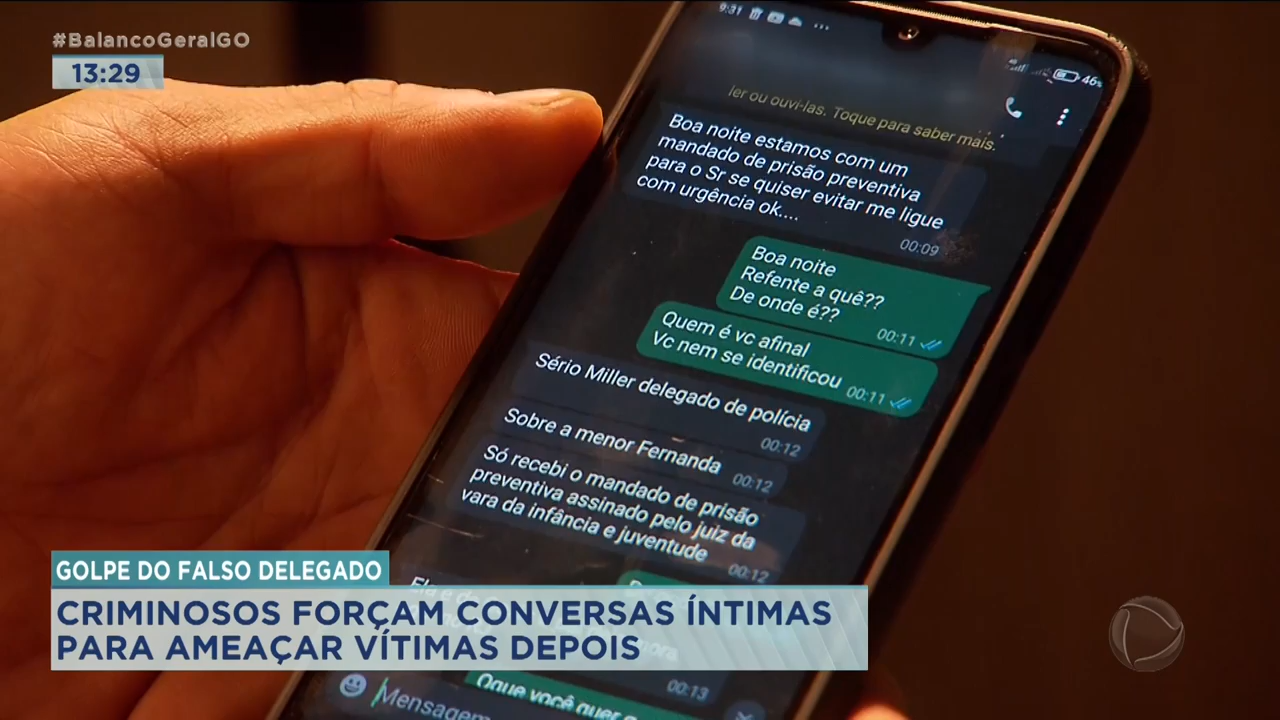 #BalancoGeralGO
13:29
9:31
46%
ler ou ouvi-las. Toque para saber mais.
Boa noite estamos com um
mandado de prisão preventiva
para o Sr se quiser evitar me ligue
com urgência ok....
00:09
Boa noite
Refente a quê??
De onde é??
00:11
Quem é vc afinal
Vc nem se identificou
00:11
Sério Miller delegado de polícia
00:12
Sobre a menor Fernanda
00:12
Só recebi o mandado de prisão
preventiva assinado pelo juiz da
vara da infância e juventude
00:12
00:13
Oque você quer
Mensagem
GOLPE DO FALSO DELEGADO
CRIMINOSOS FORÇAM CONVERSAS ÍNTIMAS
PARA AMEAÇAR VÍTIMAS DEPOIS